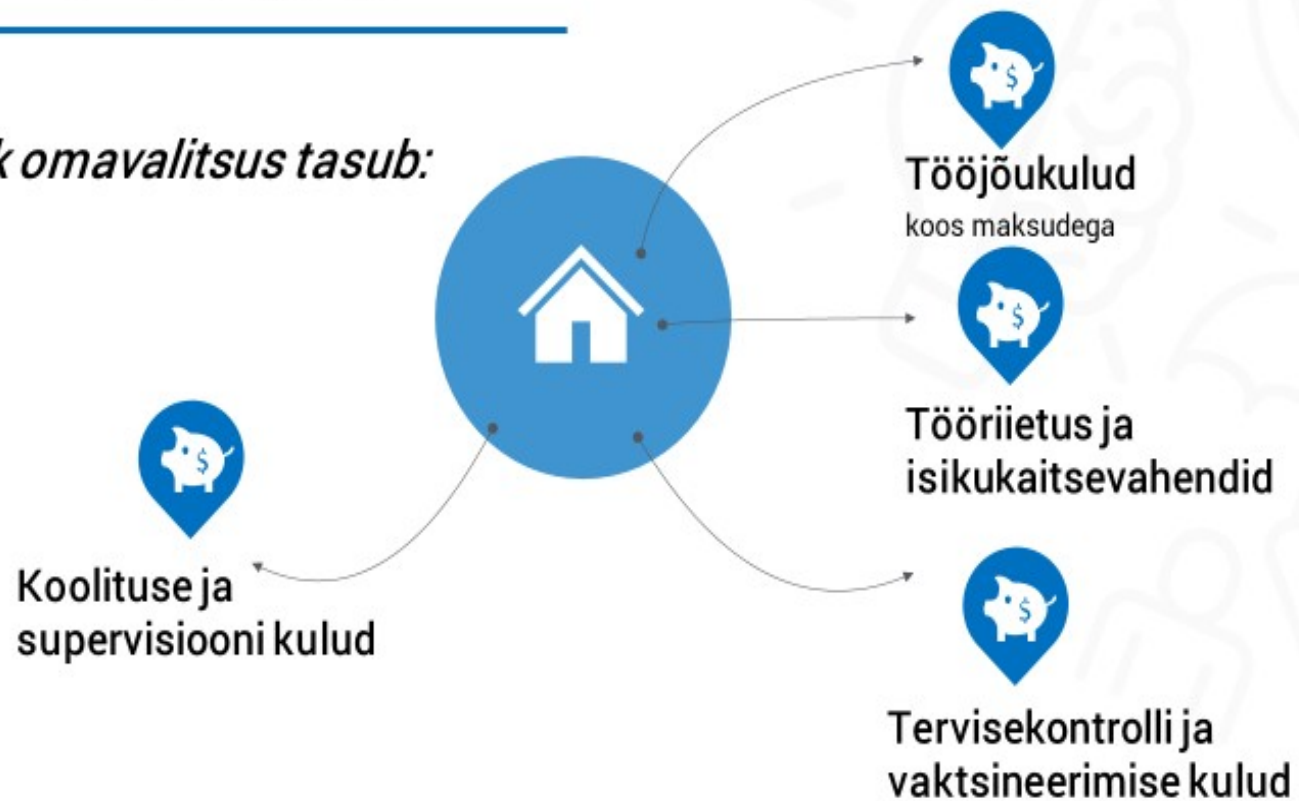 k omavalitsus tasub:
Tööjõukulud
koos maksudega
Tööriietus ja
isikukaitsevahendid
Koolituse ja
supervisiooni kulud
Tervisekontrolli ja
vaktsineerimise kulud